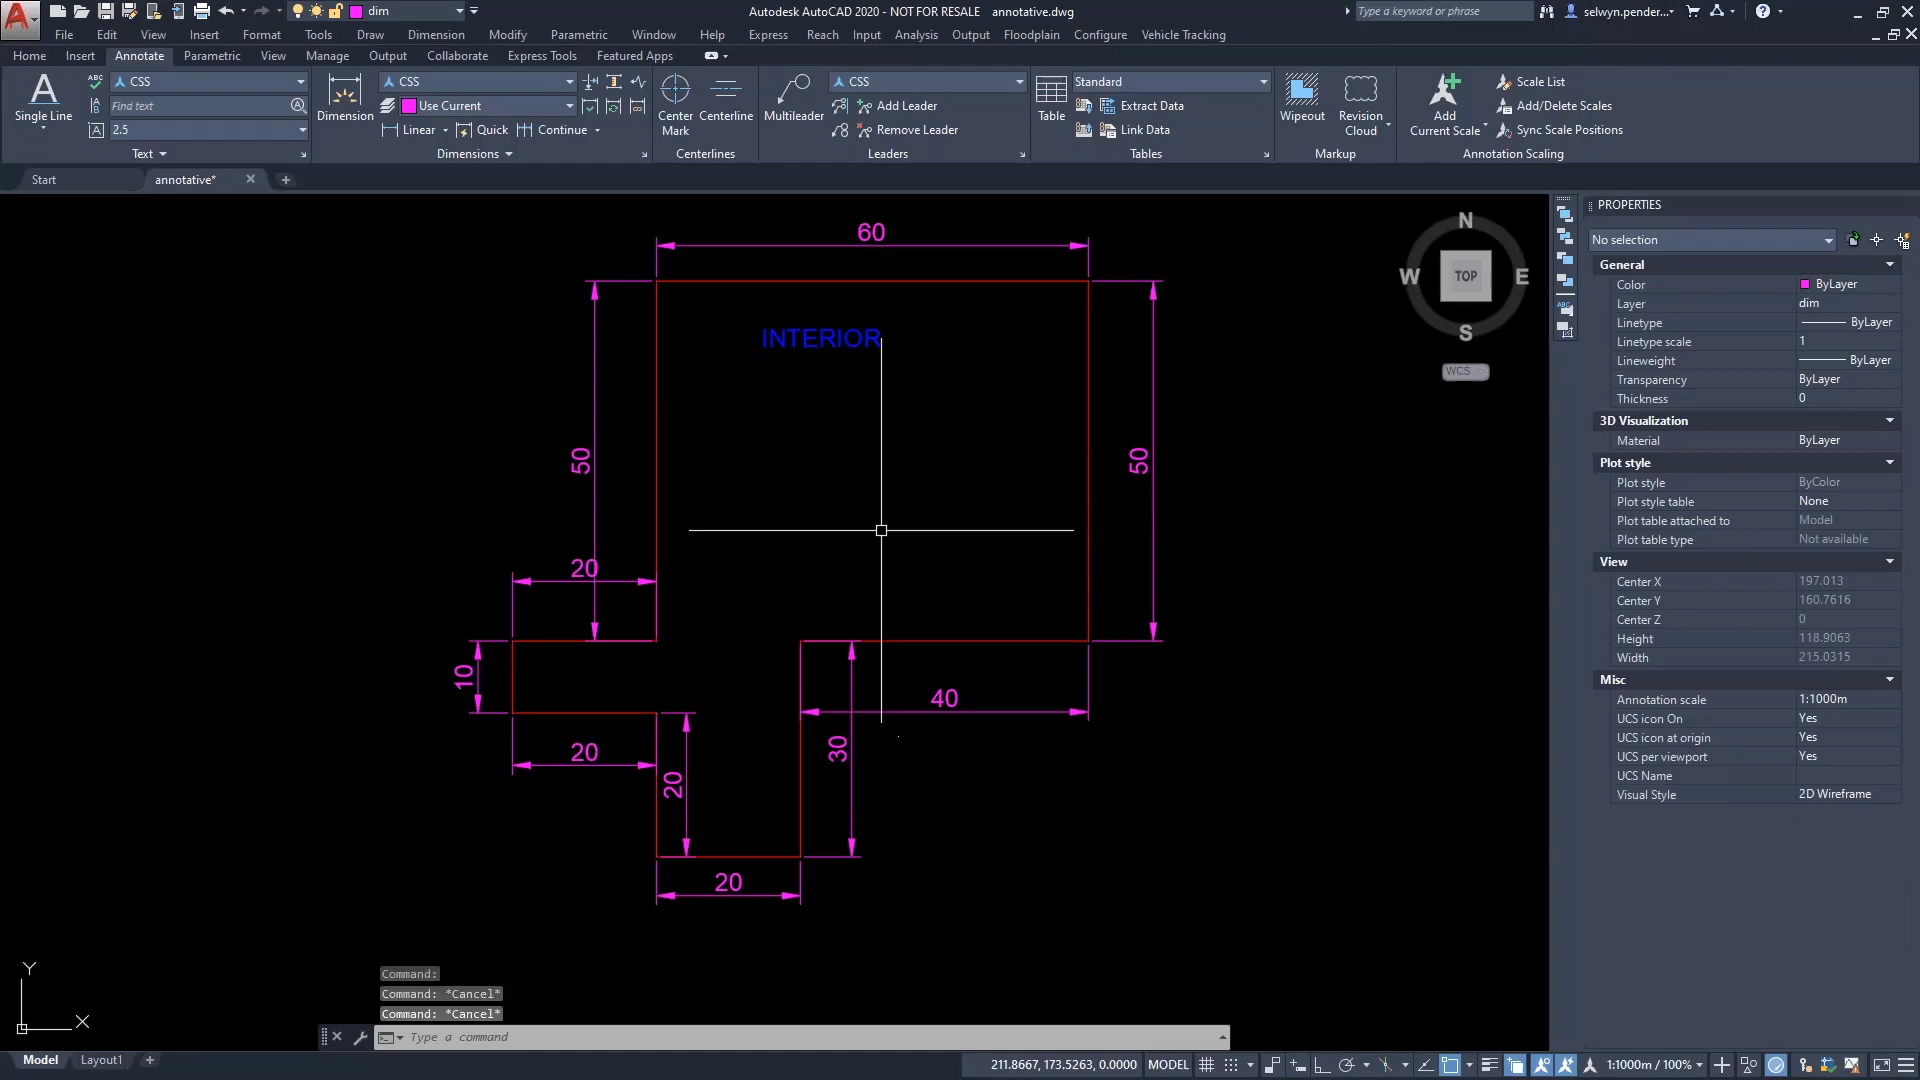 dim
Autodesk AutoCAD 2020 - NOT FOR RESALE annotative.dwg
Type a keyword or phrase
selwyn.pender...
File Edit View Insert Format Tools Draw Dimension Modify Parametric Window Help Express Reach Input Analysis Output Floodplain Configure Vehicle Tracking
Home Insert Annotate Parametric View Manage Output Collaborate Express Tools Featured Apps
A
Single Line
ABC
CSS
Find text
2.5
Text
Dimension
CSS
Use Current
Linear Quick Continue
Dimensions
Center Mark
Centerline
Centerlines
Multileader
CSS
Add Leader
Remove Leader
Leaders
Table
Standard
Extract Data
Link Data
Tables
Wipeout
Revision Cloud
Markup
Add Current Scale
Scale List
Add/Delete Scales
Sync Scale Positions
Annotation Scaling
Start annotative*
60
INTERIOR
50
50
20
10
40
20
30
20
20
N
W TOP E
S
WCS
Y
X
PROPERTIES
No selection
General
Color ByLayer
Layer dim
Linetype ByLayer
Linetype scale 1
Lineweight ByLayer
Transparency ByLayer
Thickness 0
3D Visualization
Material ByLayer
Plot style
Plot style ByColor
Plot style table None
Plot table attached to Model
Plot table type Not available
View
Center X 197.013
Center Y 160.7616
Center Z 0
Height 118.9063
Width 215.0315
Misc
Annotation scale 1:1000m
UCS icon On Yes
UCS icon at origin Yes
UCS per viewport Yes
UCS Name
Visual Style 2D Wireframe
Command:
Command: *Cancel*
Command: *Cancel*
Type a command
Model Layout1
211.8667, 173.5263, 0.0000 MODEL 1:1000m / 100%